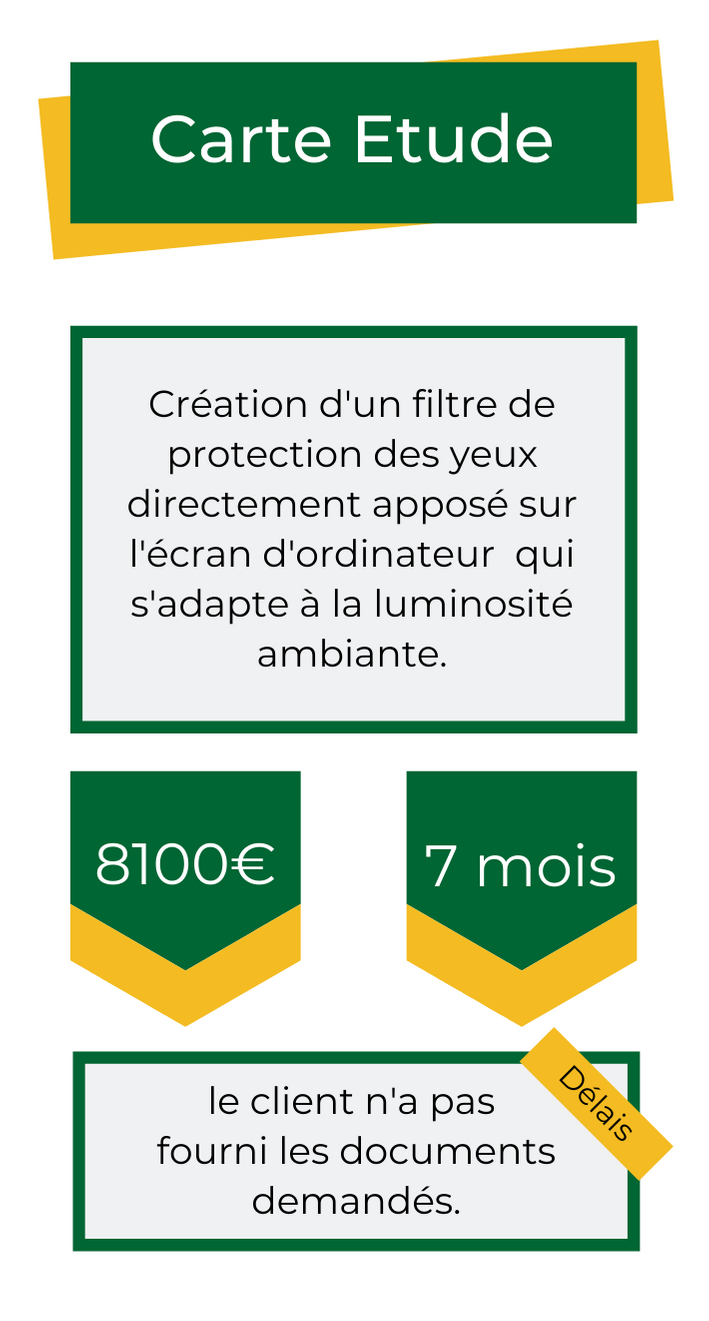 Carte Etude
Création d'un filtre de
protection des yeux
directement apposé sur
l'écran d'ordinateur  qui
s'adapte à la luminosité
ambiante.
8100€
7 mois
Délais
le client n'a pas
fourni les documents
demandés.